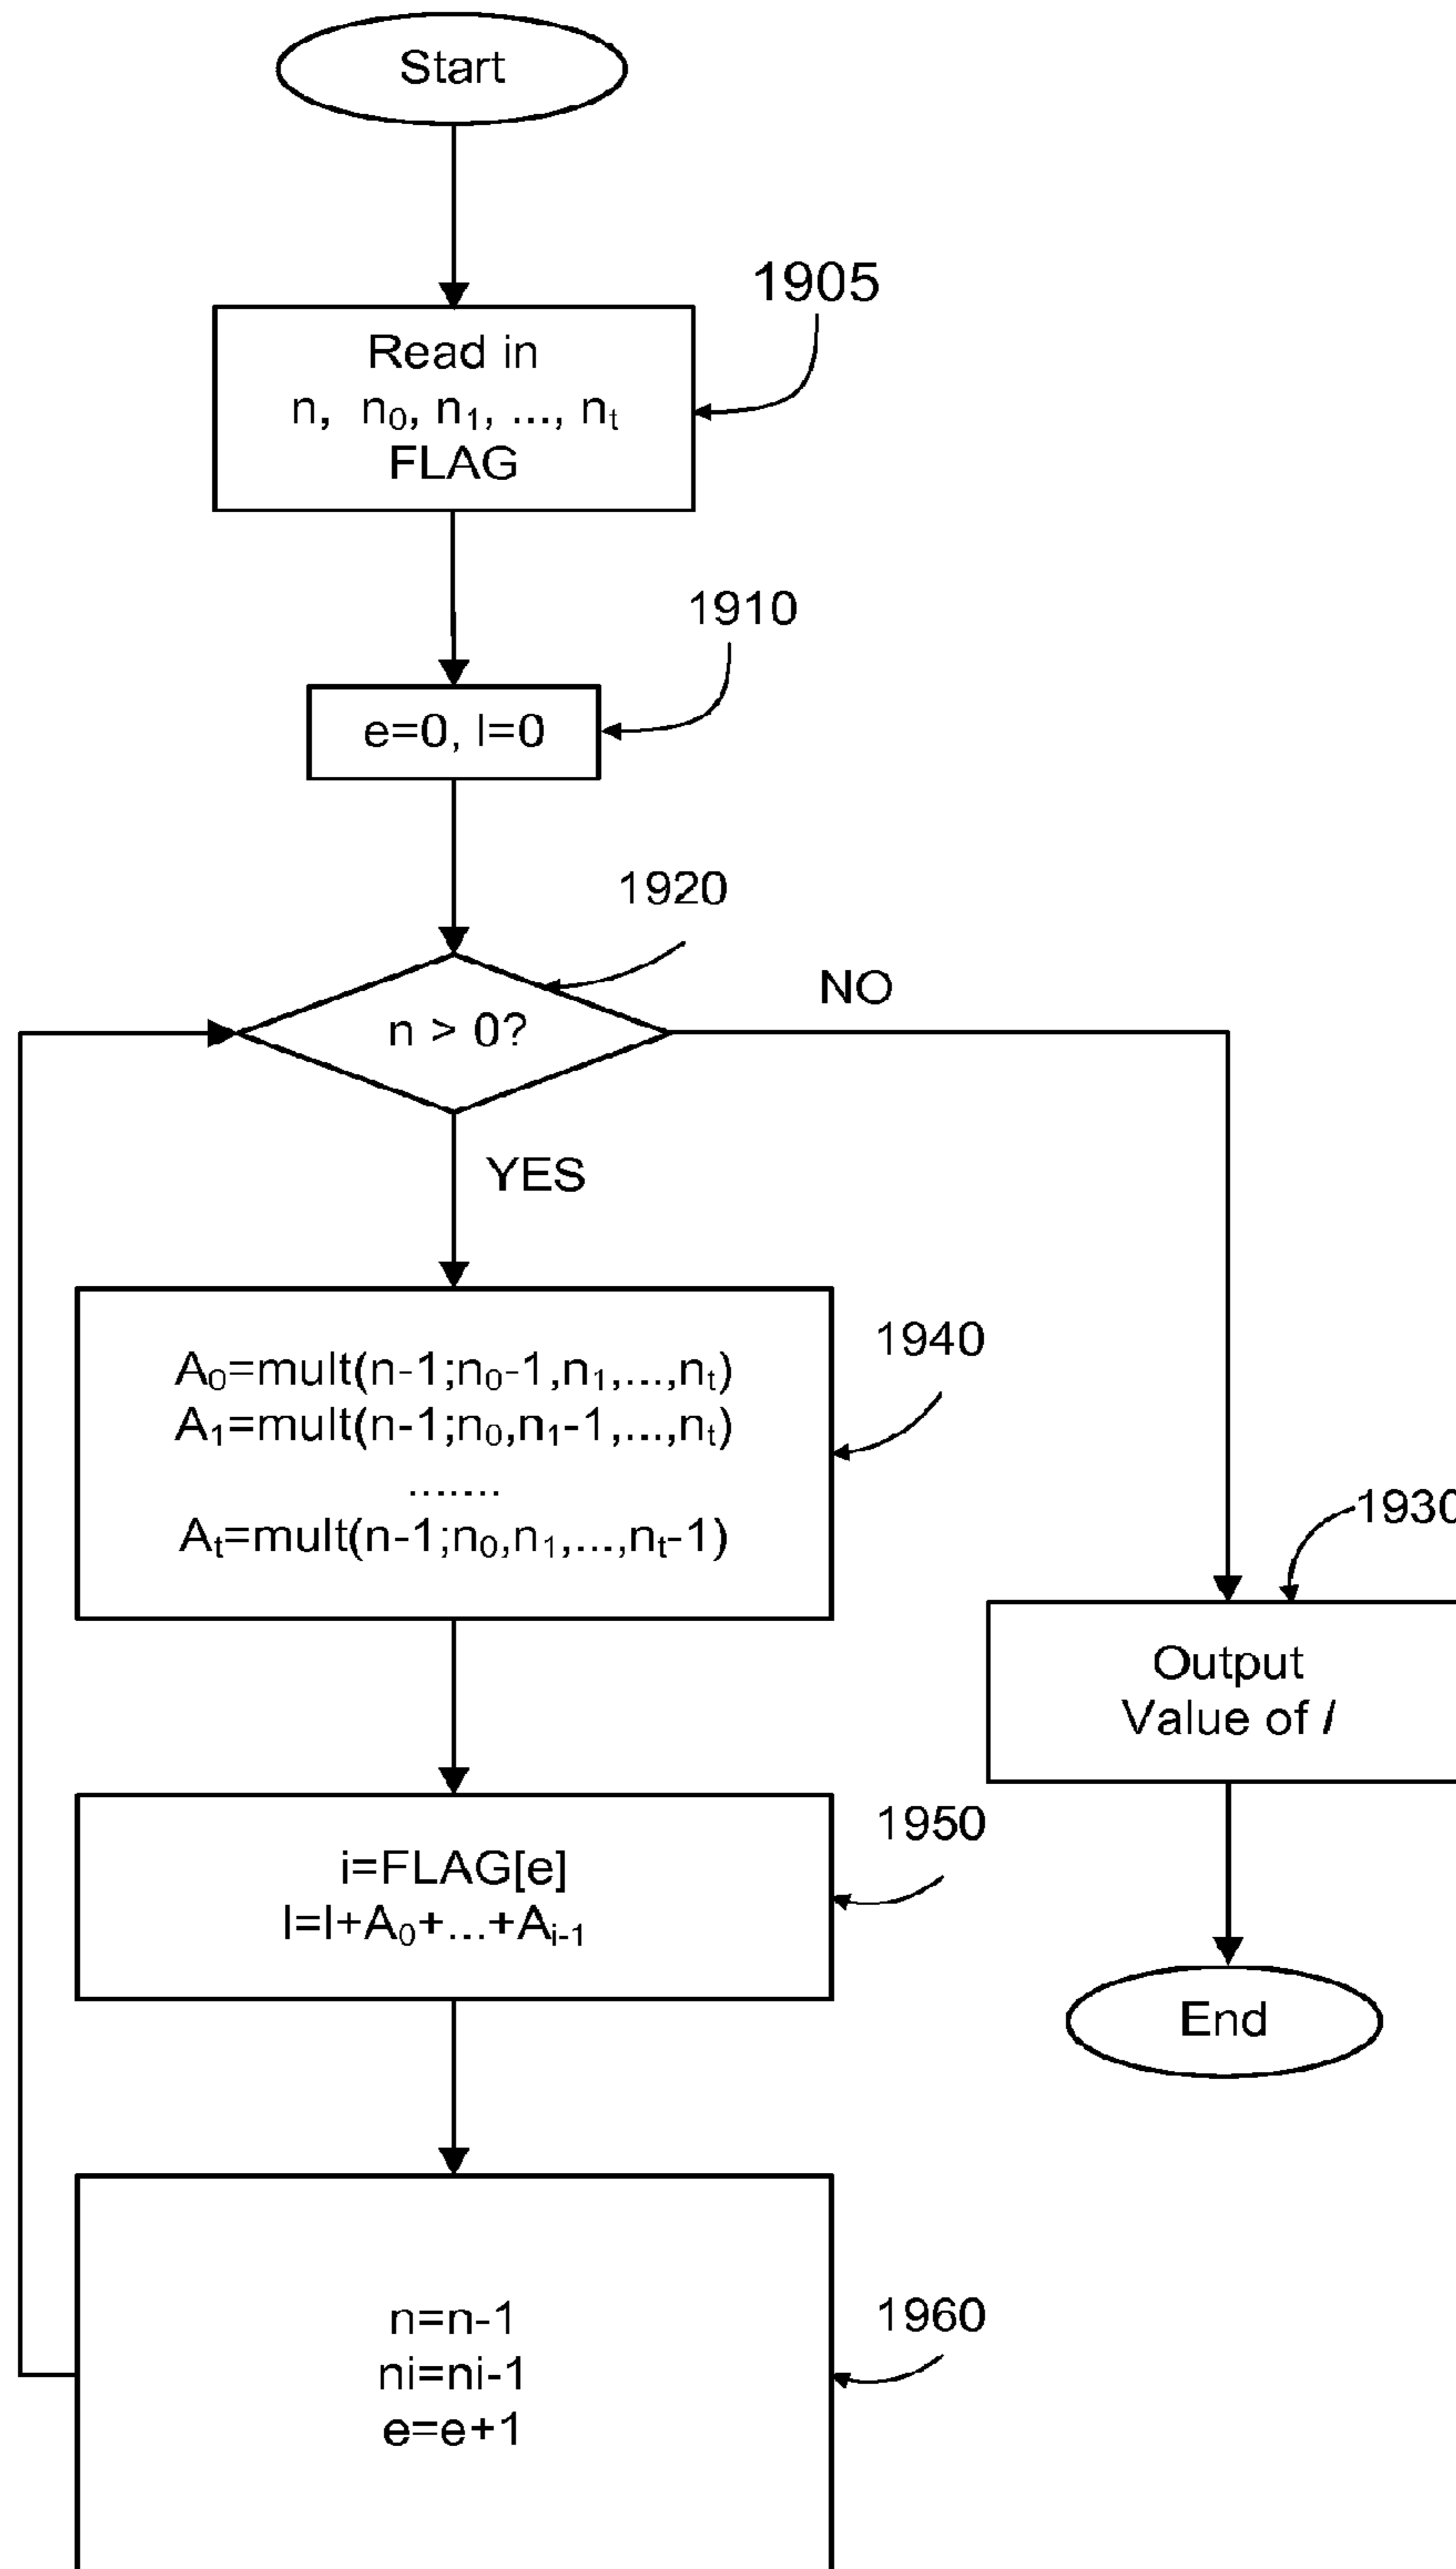 Start
1905
Read in
n, n₀, n₁, ..., nₜ
FLAG
1910
e=0, l=0
1920
n > 0?
NO
YES
1940
A₀=mult(n-1;n₀-1,n₁,...,nₜ)
A₁=mult(n-1;n₀,n₁-1,...,nₜ)
.......
Aₜ=mult(n-1;n₀,n₁,...,nₜ-1)
1930
Output
Value of l
1950
i=FLAG[e]
l=l+A₀+...+Aᵢ₋₁
End
1960
n=n-1
ni=ni-1
e=e+1